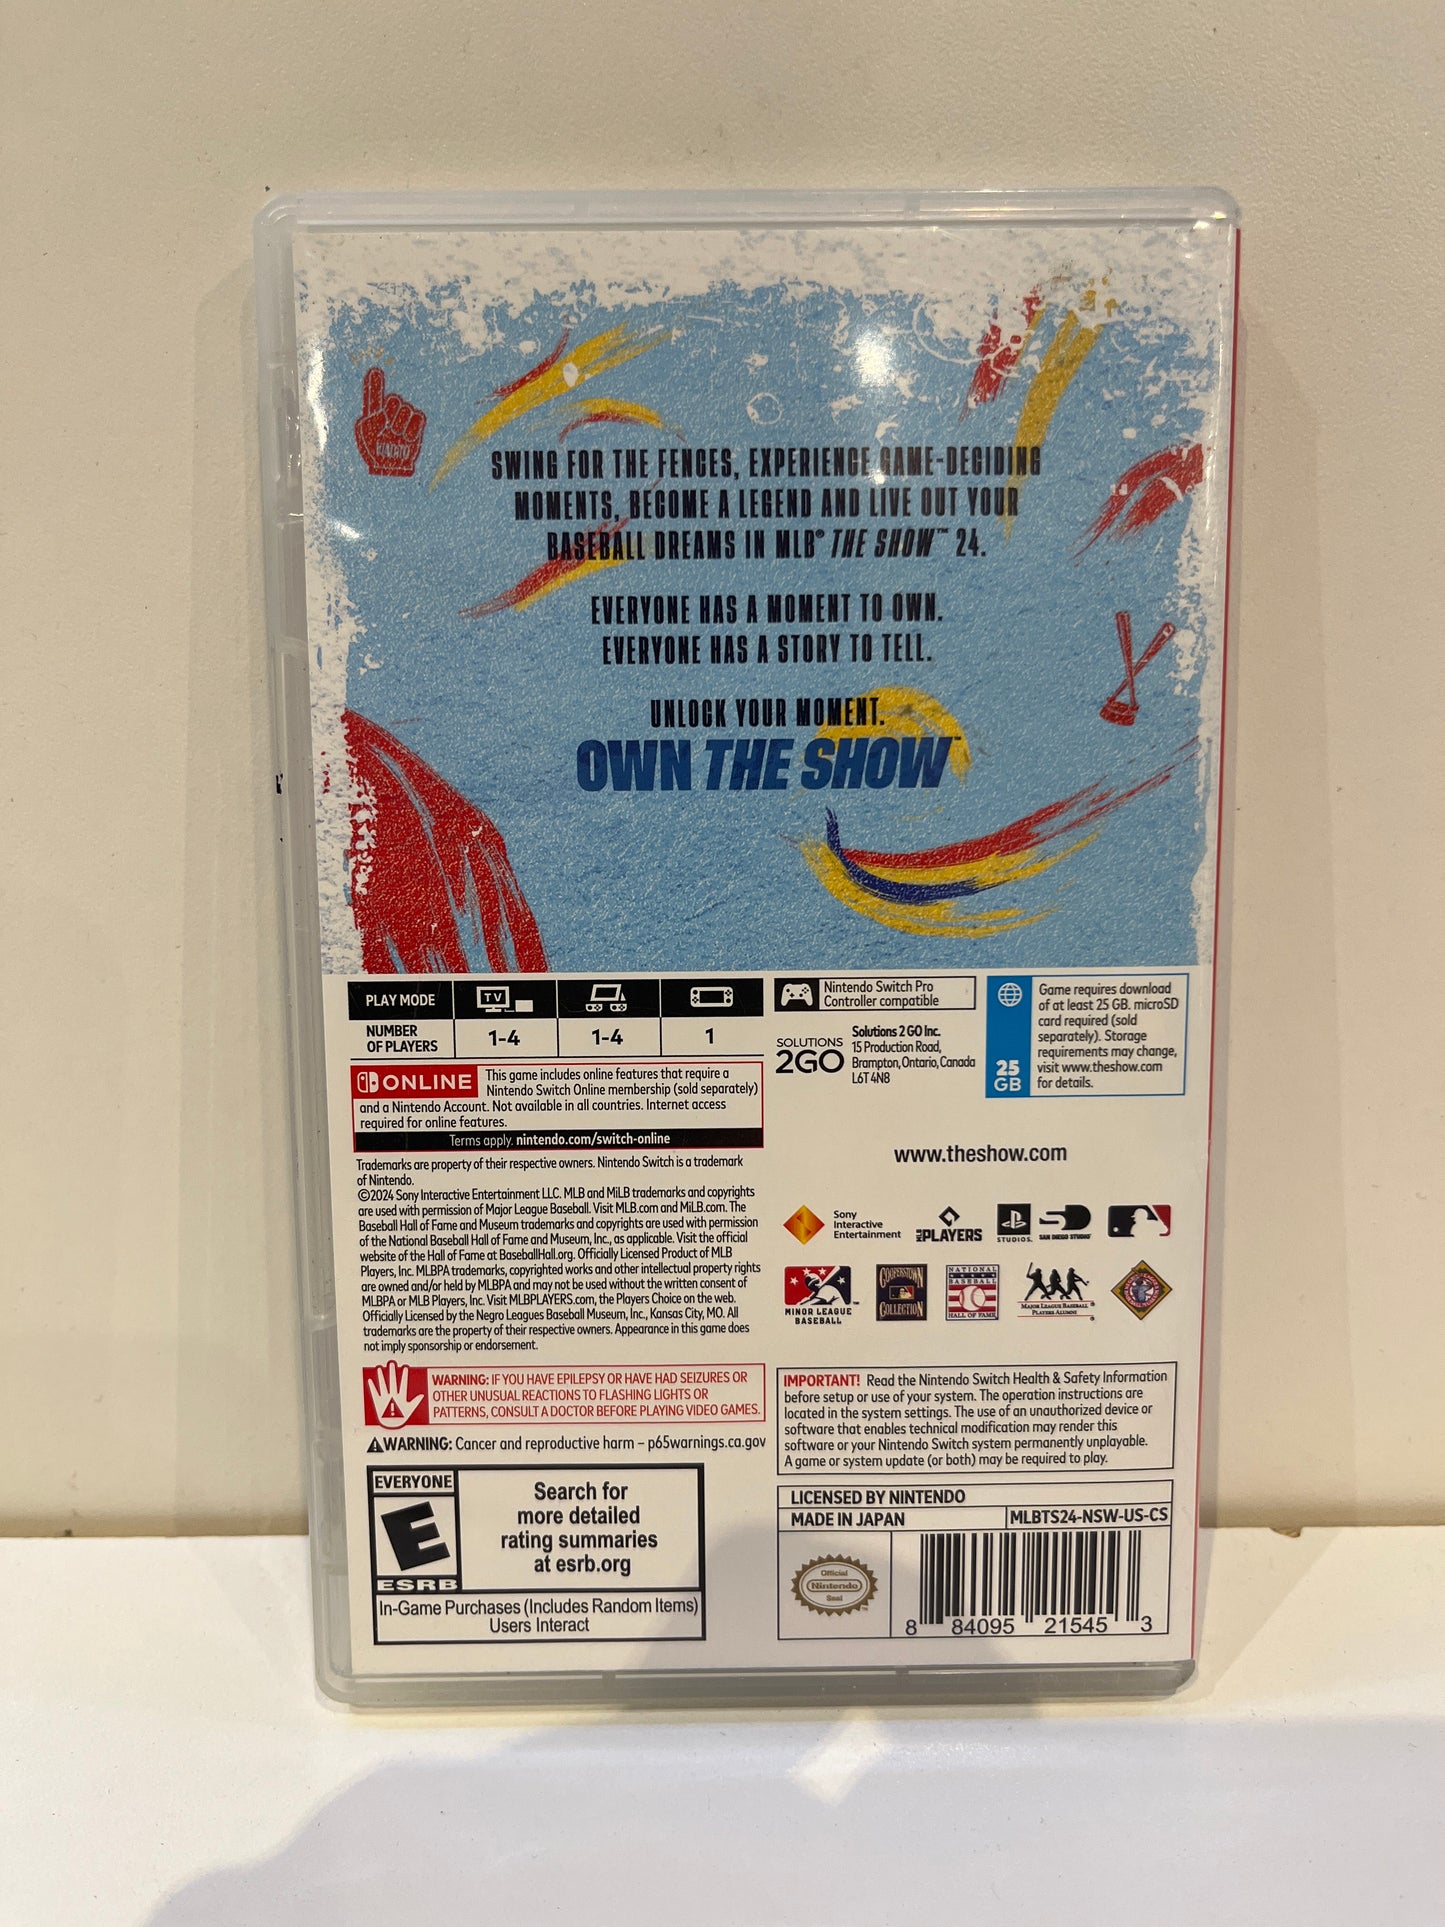 SWING FOR THE FENCES, EXPERIENCE GAME-DECIDING
MOMENTS, BECOME A LEGEND AND LIVE OUT YOUR
BASEBALL DREAMS IN MLB® THE SHOW™ 24.
EVERYONE HAS A MOMENT TO OWN.
EVERYONE HAS A STORY TO TELL.
UNLOCK YOUR MOMENT.
OWN THE SHOW™
PLAY MODE
TV
NUMBER
OF PLAYERS
1-4
1-4
1
ONLINE
This game includes online features that require a
Nintendo Switch Online membership (sold separately)
and a Nintendo Account. Not available in all countries. Internet access
required for online features.
Terms apply. nintendo.com/switch-online
Nintendo Switch Pro
Controller compatible
SOLUTIONS
2GO
Solutions 2 GO Inc.
15 Production Road,
Brampton, Ontario, Canada
L6T 4N8
25
GB
Game requires download
of at least 25 GB. microSD
card required (sold
separately). Storage
requirements may change,
visit www.theshow.com
for details.
www.theshow.com
Trademarks are property of their respective owners. Nintendo Switch is a trademark
of Nintendo.
©2024 Sony Interactive Entertainment LLC. MLB and MiLB trademarks and copyrights
are used with permission of Major League Baseball. Visit MLB.com and MiLB.com. The
Baseball Hall of Fame and Museum trademarks and copyrights are used with permission
of the National Baseball Hall of Fame and Museum, Inc., as applicable. Visit the official
website of the Hall of Fame at BaseballHall.org. Officially Licensed Product of MLB
Players, Inc. MLBPA trademarks, copyrighted works and other intellectual property rights
are owned and/or held by MLBPA and may not be used without the written consent of
MLBPA or MLB Players, Inc. Visit MLBPLAYERS.com, the Players Choice on the web.
Officially Licensed by the Negro Leagues Baseball Museum, Inc., Kansas City, MO. All
trademarks are the property of their respective owners. Appearance in this game does
not imply sponsorship or endorsement.
Sony
Interactive
Entertainment
MLB PLAYERS
STUDIOS.
SAN DIEGO STUDIO
MINOR LEAGUE
BASEBALL
COOPERSTOWN
COLLECTION
NATIONAL
BASEBALL
HALL OF FAME
MAJOR LEAGUE BASEBALL
PLAYERS ALUMNI
WARNING: IF YOU HAVE EPILEPSY OR HAVE HAD SEIZURES OR
OTHER UNUSUAL REACTIONS TO FLASHING LIGHTS OR
PATTERNS, CONSULT A DOCTOR BEFORE PLAYING VIDEO GAMES.
WARNING: Cancer and reproductive harm – p65warnings.ca.gov
IMPORTANT! Read the Nintendo Switch Health & Safety Information
before setup or use of your system. The operation instructions are
located in the system settings. The use of an unauthorized device or
software that enables technical modification may render this
software or your Nintendo Switch system permanently unplayable.
A game or system update (or both) may be required to play.
EVERYONE
E
ESRB
Search for
more detailed
rating summaries
at esrb.org
In-Game Purchases (Includes Random Items)
Users Interact
LICENSED BY NINTENDO
MADE IN JAPAN
MLBTS24-NSW-US-CS
Official
Nintendo
Seal
8 84095 21545 3